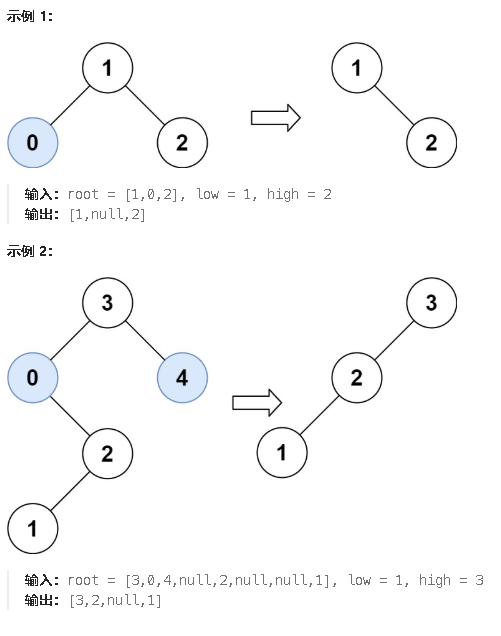 示例 1:
1
1
0
2
2
输入: root = [1,0,2], low = 1, high = 2
输出: [1,null,2]
示例 2:
3
3
0
4
2
2
1
1
输入: root = [3,0,4,null,2,null,null,1], low = 1, high = 3
输出: [3,2,null,1]